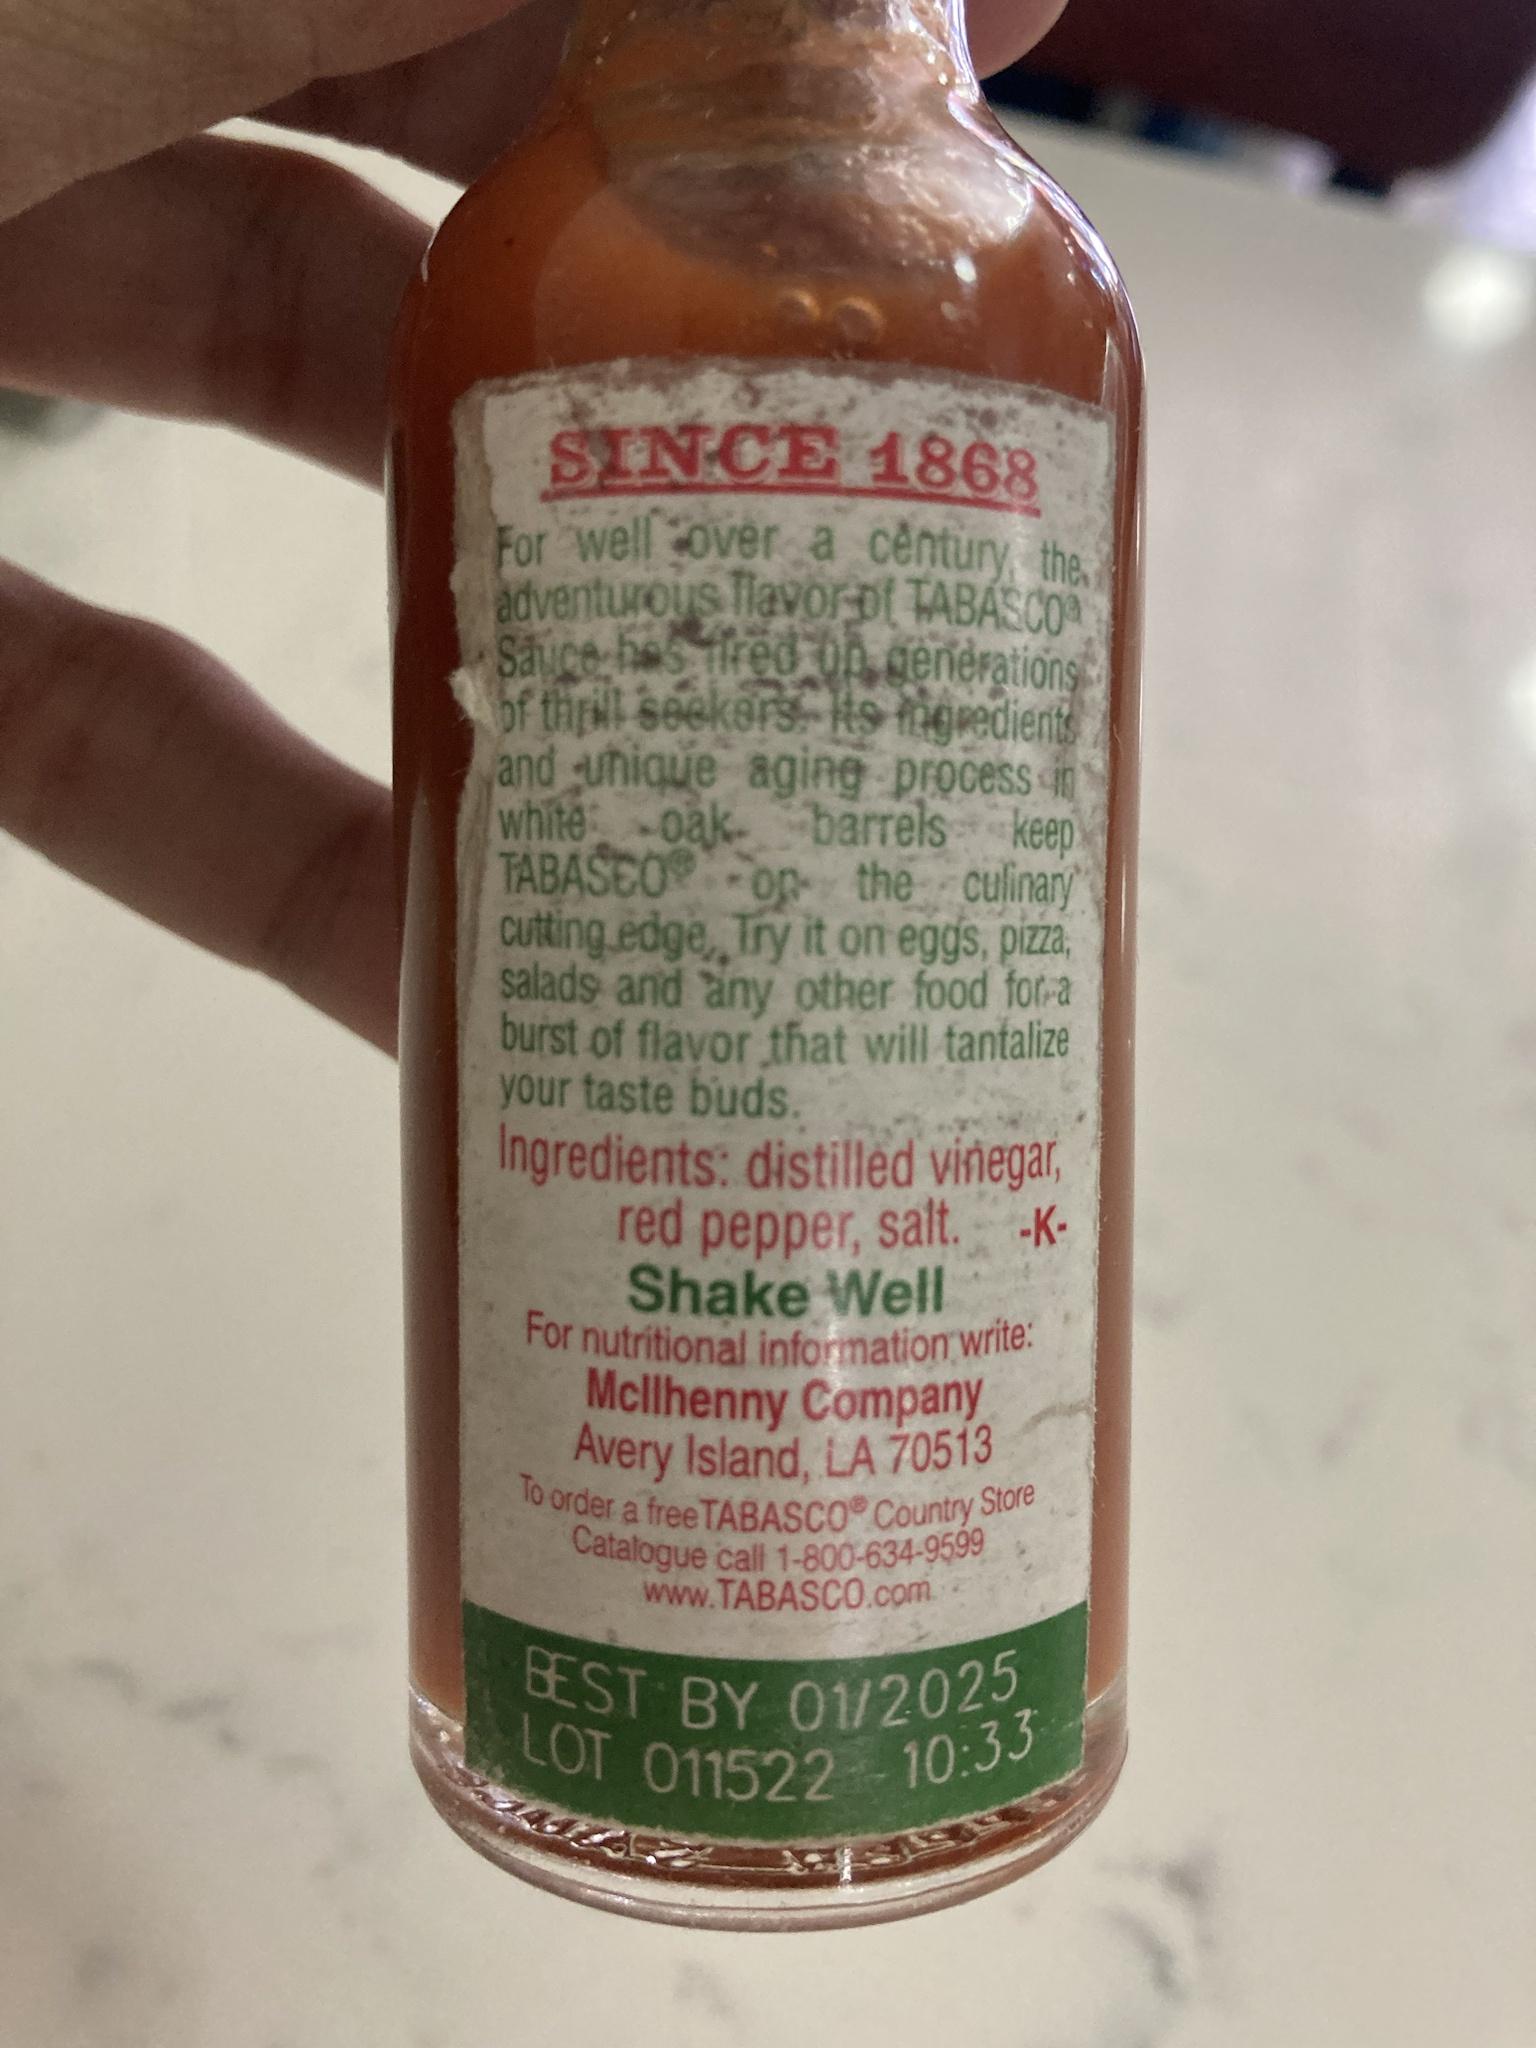 SINCE 1868
For well over a century, the
adventurous flavor of TABASCO®
Sauce has fired up generations
of thrill seekers. Its ingredients
and unique aging process in
white oak barrels keep
TABASCO® on the culinary
cutting edge. Try it on eggs, pizza,
salads and any other food for a
burst of flavor that will tantalize
your taste buds.
Ingredients: distilled vinegar,
red pepper, salt. -K-
Shake Well
For nutritional information write:
McIlhenny Company
Avery Island, LA 70513
To order a free TABASCO® Country Store
Catalogue call 1-800-634-9599
www.TABASCO.com
BEST BY 01/2025
LOT 011522 10:33